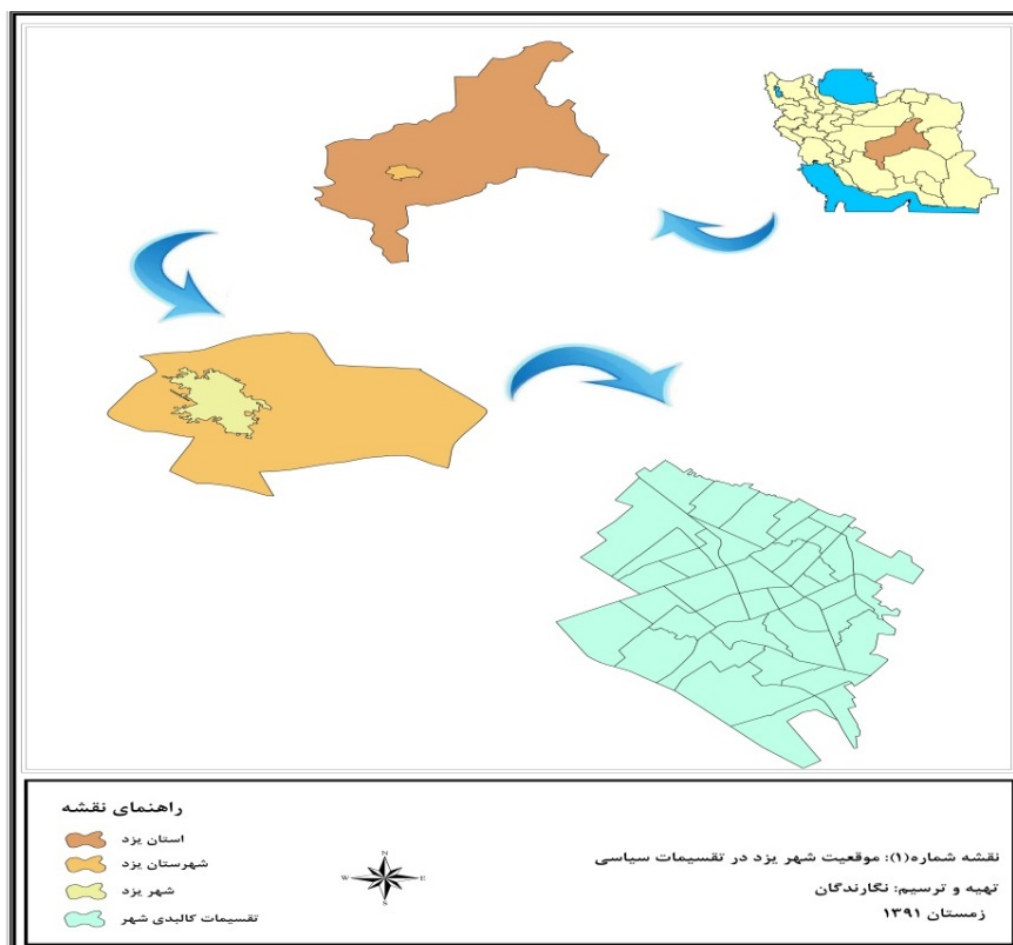 راهنمای نقشه
استان یزد
شهرستان یزد
شهر یزد
تقسیمات کالبدی شهر
N
W
E
S
نقشه شماره(۱): موقعیت شهر یزد در تقسیمات سیاسی
تهیه و ترسیم: نگارندگان
زمستان ۱۳۹۱